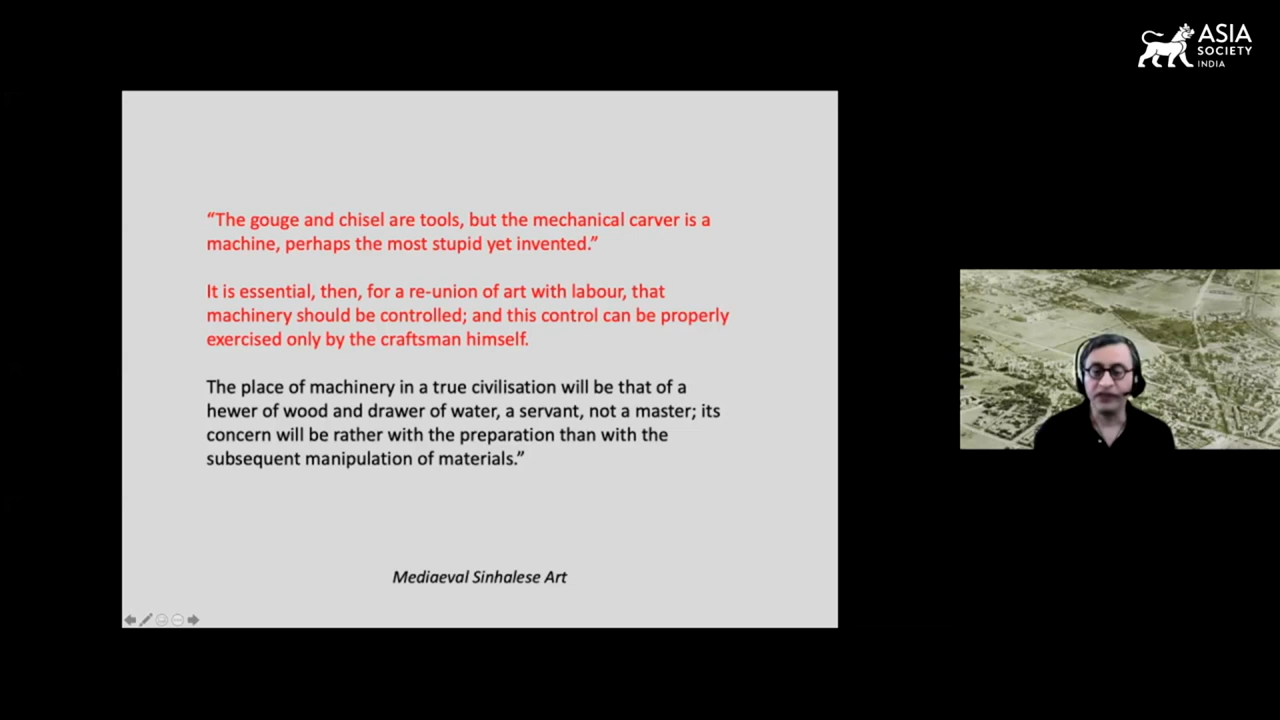 ASIA
SOCIETY
INDIA
“The gouge and chisel are tools, but the mechanical carver is a
machine, perhaps the most stupid yet invented.”
It is essential, then, for a re-union of art with labour, that
machinery should be controlled; and this control can be properly
exercised only by the craftsman himself.
The place of machinery in a true civilisation will be that of a
hewer of wood and drawer of water, a servant, not a master; its
concern will be rather with the preparation than with the
subsequent manipulation of materials.”
Mediaeval Sinhalese Art